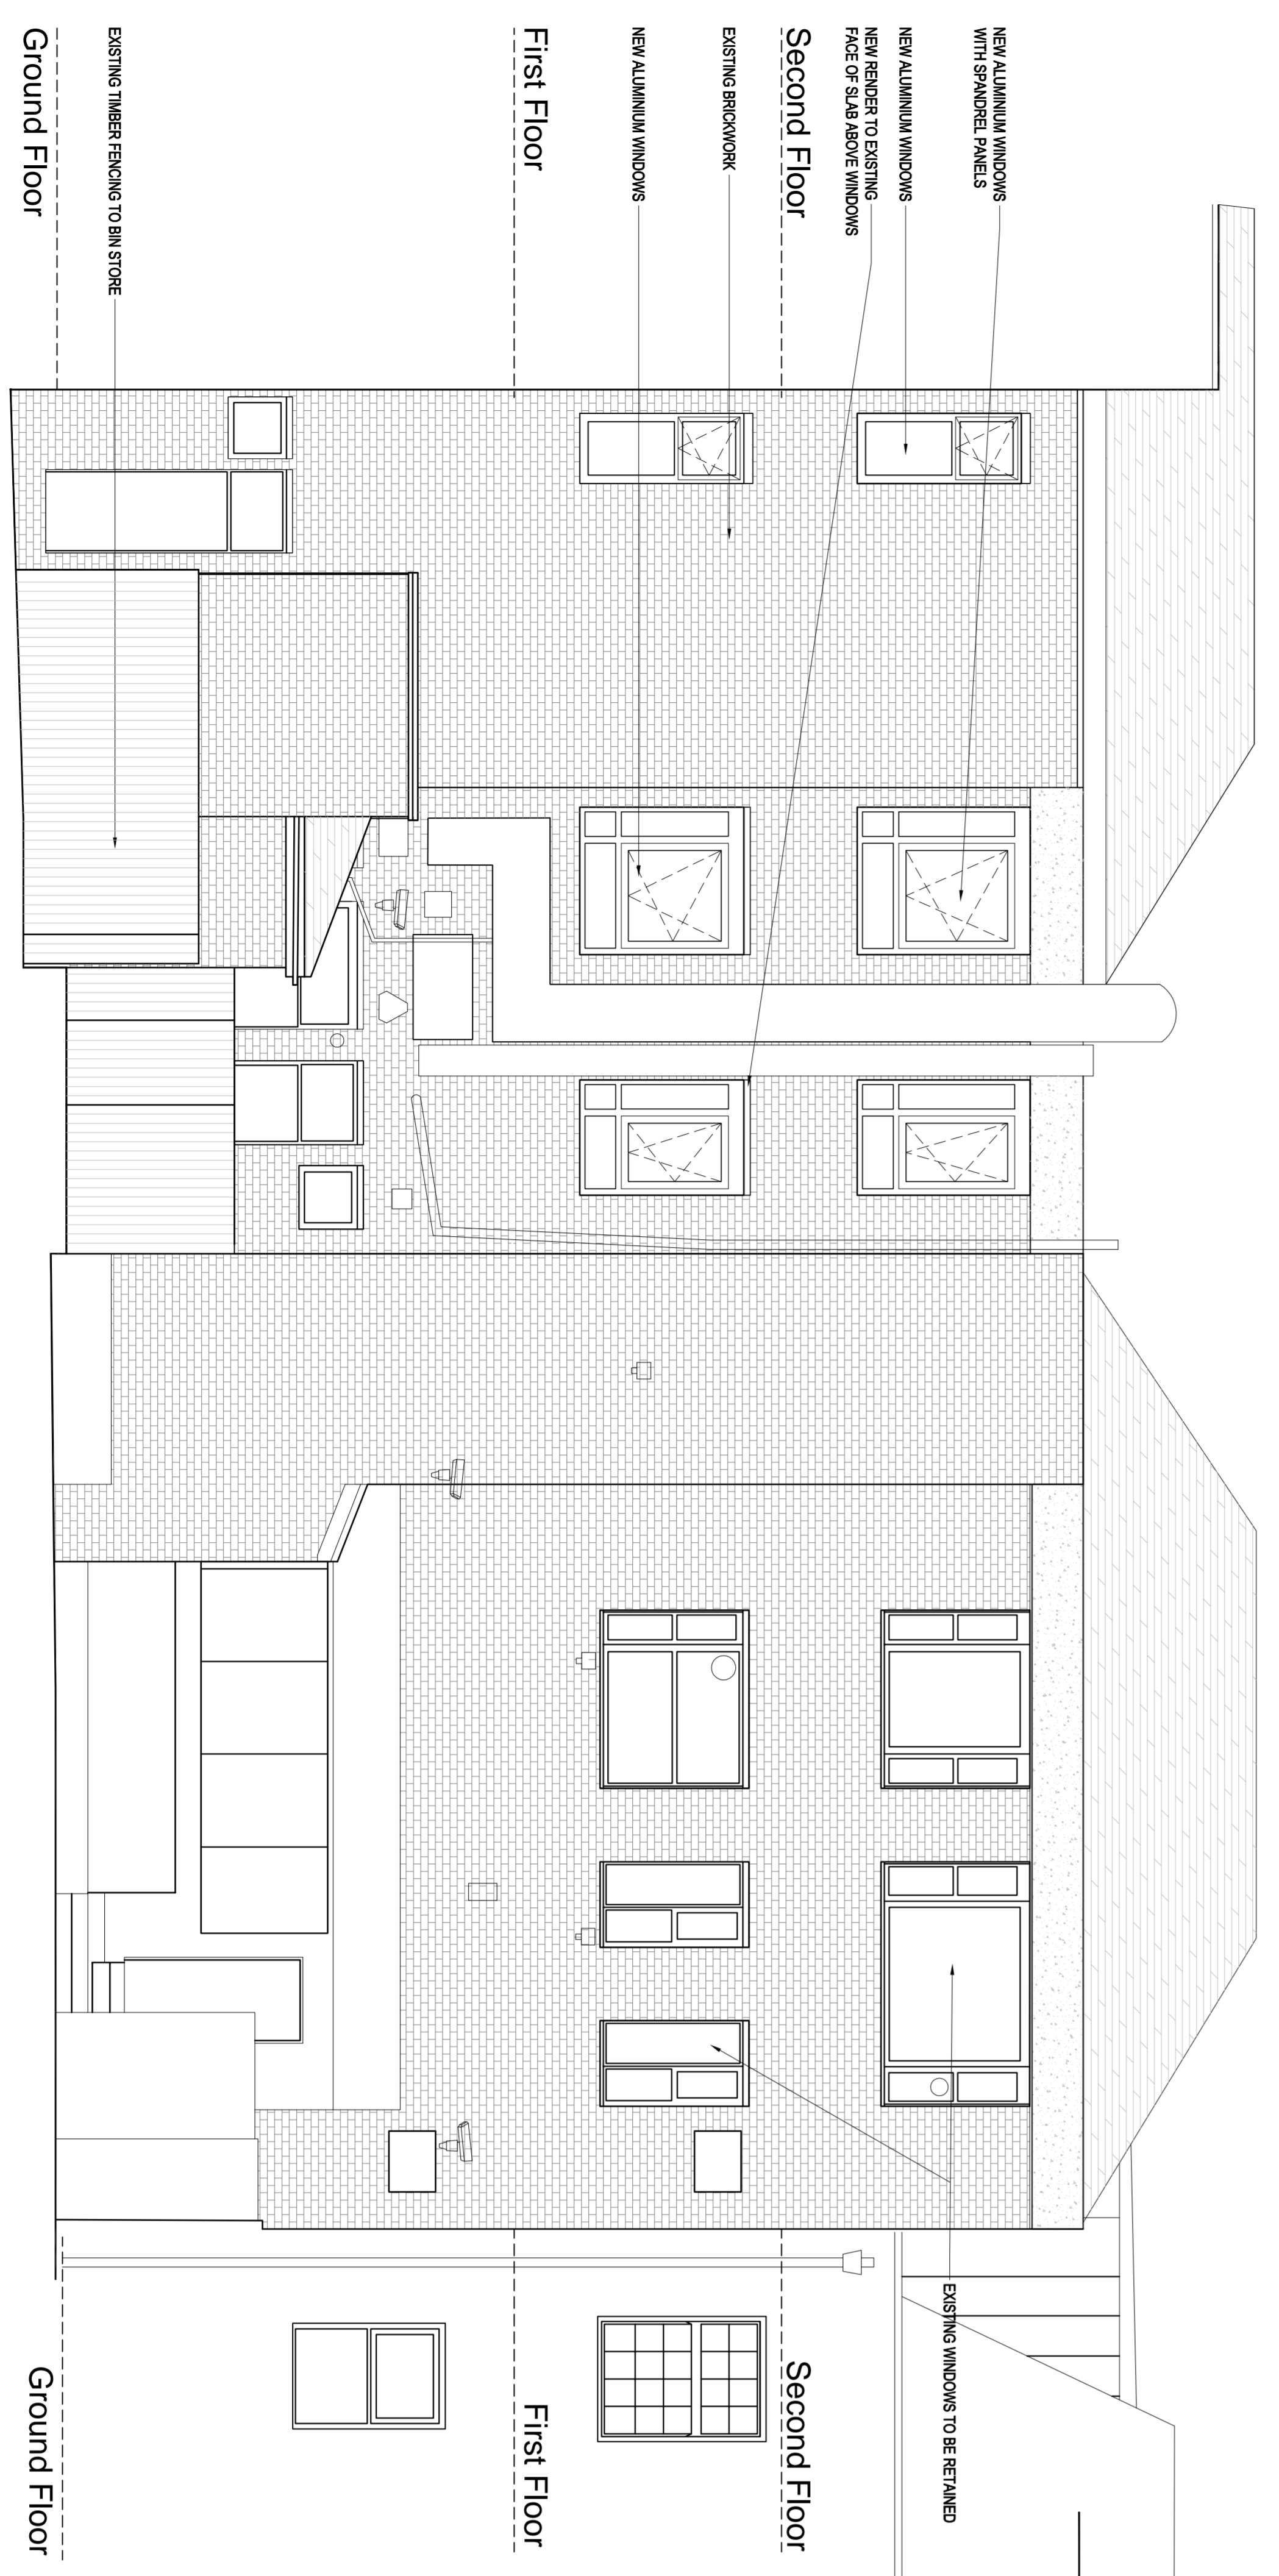 NEW ALUMINIUM WINDOWS
WITH SPANDREL PANELS
NEW ALUMINIUM WINDOWS
NEW RENDER TO EXISTING
FACE OF SLAB ABOVE WINDOWS
Second Floor
EXISTING BRICKWORK
NEW ALUMINIUM WINDOWS
First Floor
EXISTING TIMBER FENCING TO BIN STORE
Ground Floor
EXISTING WINDOWS TO BE RETAINED
Second Floor
First Floor
Ground Floor